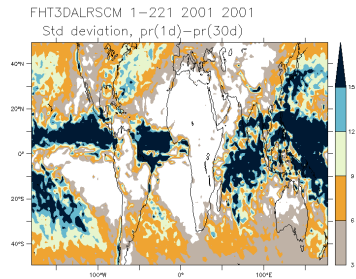 FHT3DALRSCM 1-221 2001 2001
Std deviation, pr(1d)-pr(30d)
40°N
20°N
0°
20°S
40°S
100°W
0°
100°E
15
12
9
6
3